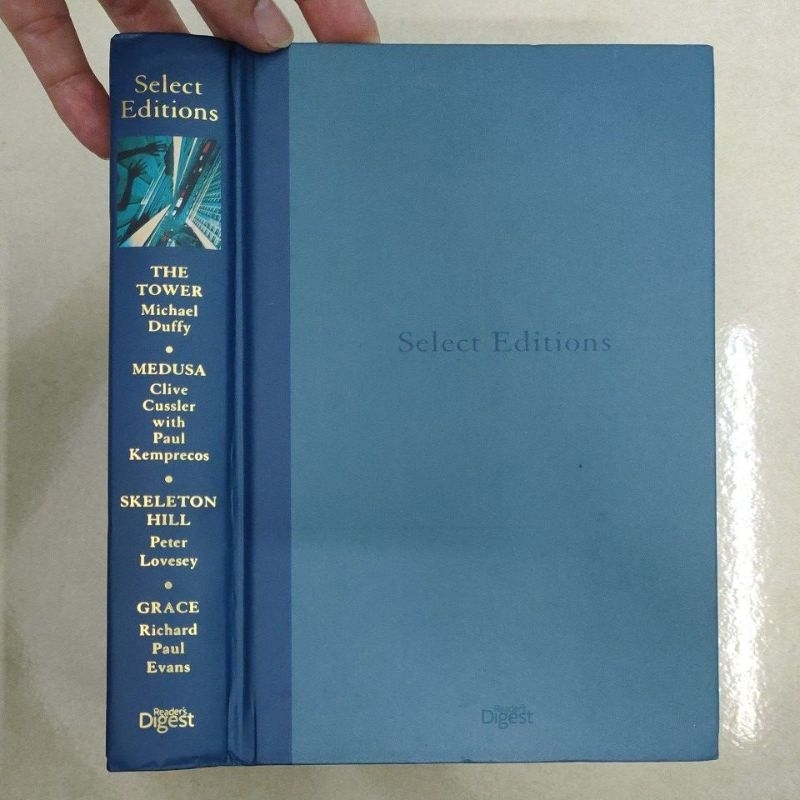 Select
Editions
THE
TOWER
Michael
Duffy
•
MEDUSA
Clive
Cussler
with
Paul
Kemprecos
•
SKELETON
HILL
Peter
Lovesey
•
GRACE
Richard
Paul
Evans
Reader's
Digest
Select Editions
Reader's
Digest